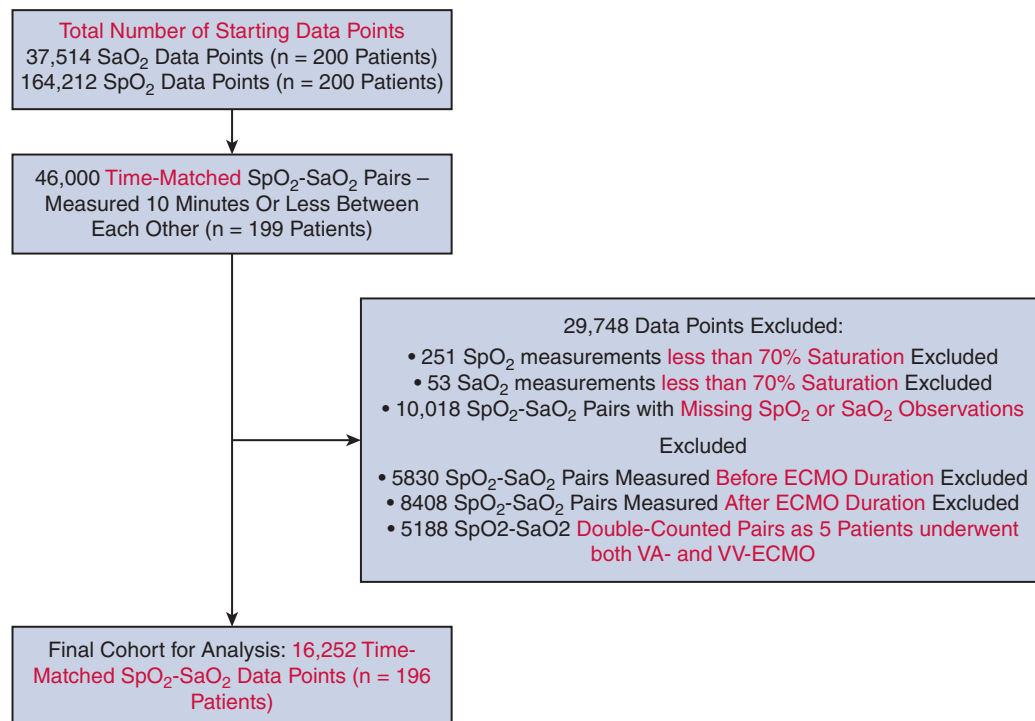 Total Number of Starting Data Points
37,514 SaO₂ Data Points (n = 200 Patients)
164,212 SpO₂ Data Points (n = 200 Patients)
46,000 Time-Matched SpO₂-SaO₂ Pairs –
Measured 10 Minutes Or Less Between
Each Other (n = 199 Patients)
29,748 Data Points Excluded:
• 251 SpO₂ measurements less than 70% Saturation Excluded
• 53 SaO₂ measurements less than 70% Saturation Excluded
• 10,018 SpO₂-SaO₂ Pairs with Missing SpO₂ or SaO₂ Observations
Excluded
• 5830 SpO₂-SaO₂ Pairs Measured Before ECMO Duration Excluded
• 8408 SpO₂-SaO₂ Pairs Measured After ECMO Duration Excluded
• 5188 SpO2-SaO2 Double-Counted Pairs as 5 Patients underwent
both VA- and VV-ECMO
Final Cohort for Analysis: 16,252 Time-
Matched SpO₂-SaO₂ Data Points (n = 196
Patients)